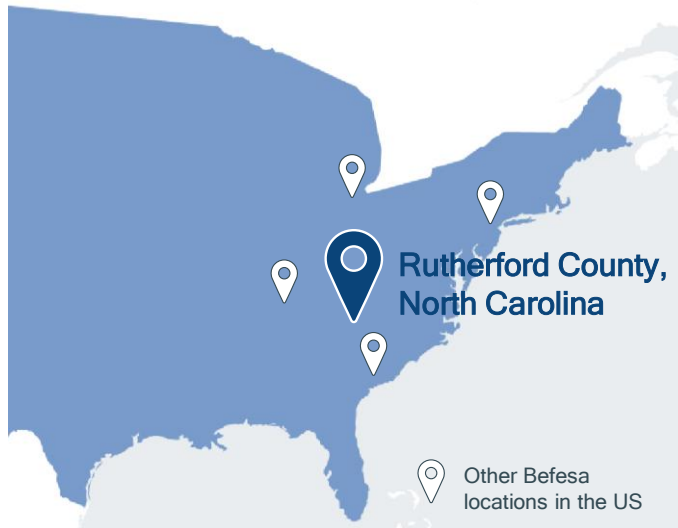 Rutherford County,
North Carolina
Other Befesa
locations in the US